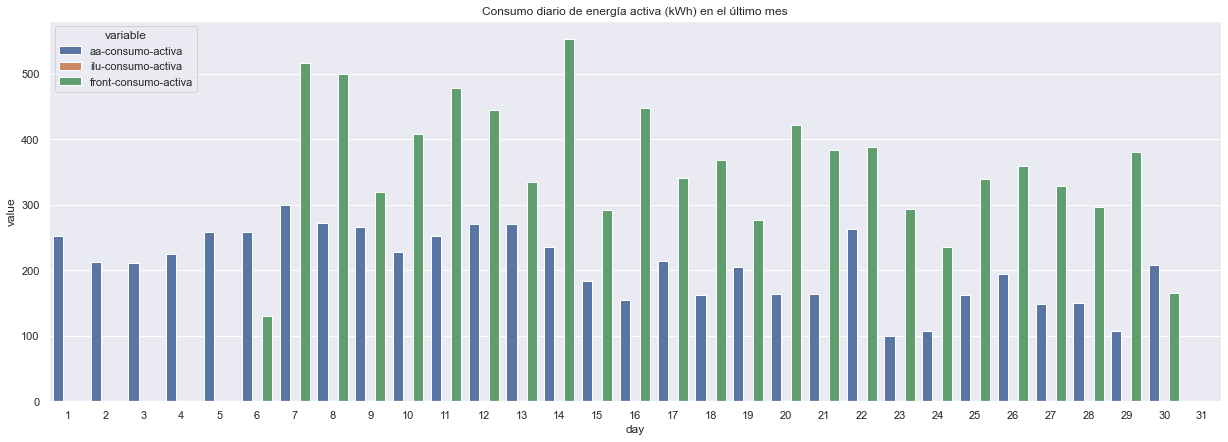 Consumo diario de energía activa (kWh) en el último mes
variable
aa-consumo-activa
ilu-consumo-activa
front-consumo-activa
500
400
300
200
100
0
value
1 2 3 4 5 6 7 8 9 10 11 12 13 14 15 16 17 18 19 20 21 22 23 24 25 26 27 28 29 30 31
day